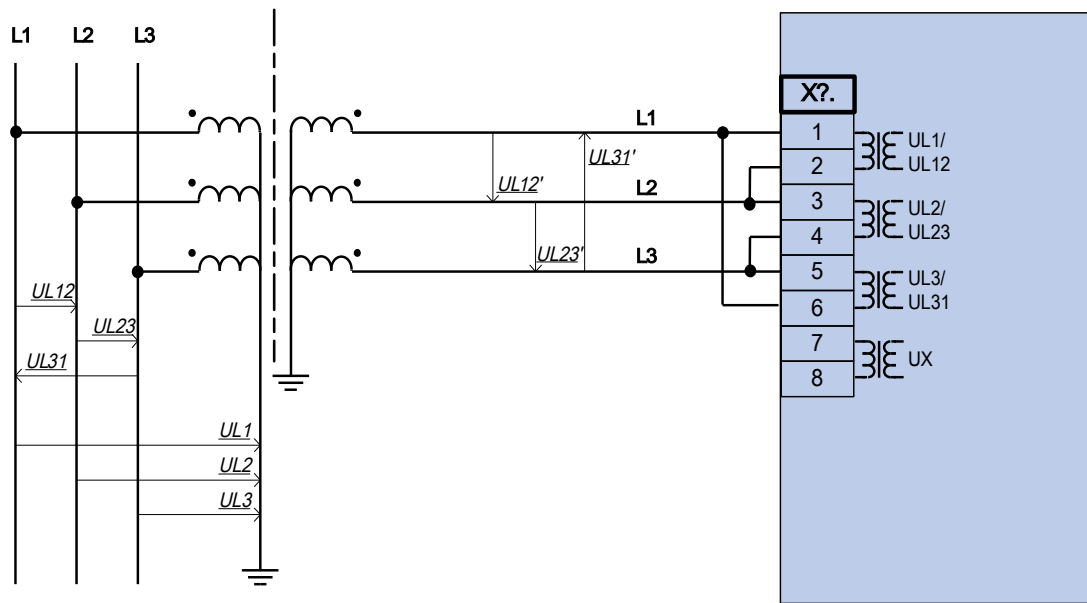 L1 L2 L3
X?.
L1
1
UL1/
UL12
UL31'
2
UL12'
L2
3
UL2/
UL23
4
UL23'
L3
5
UL3/
UL31
6
UL12
UL23
7
UX
UL31
8
UL1
UL2
UL3